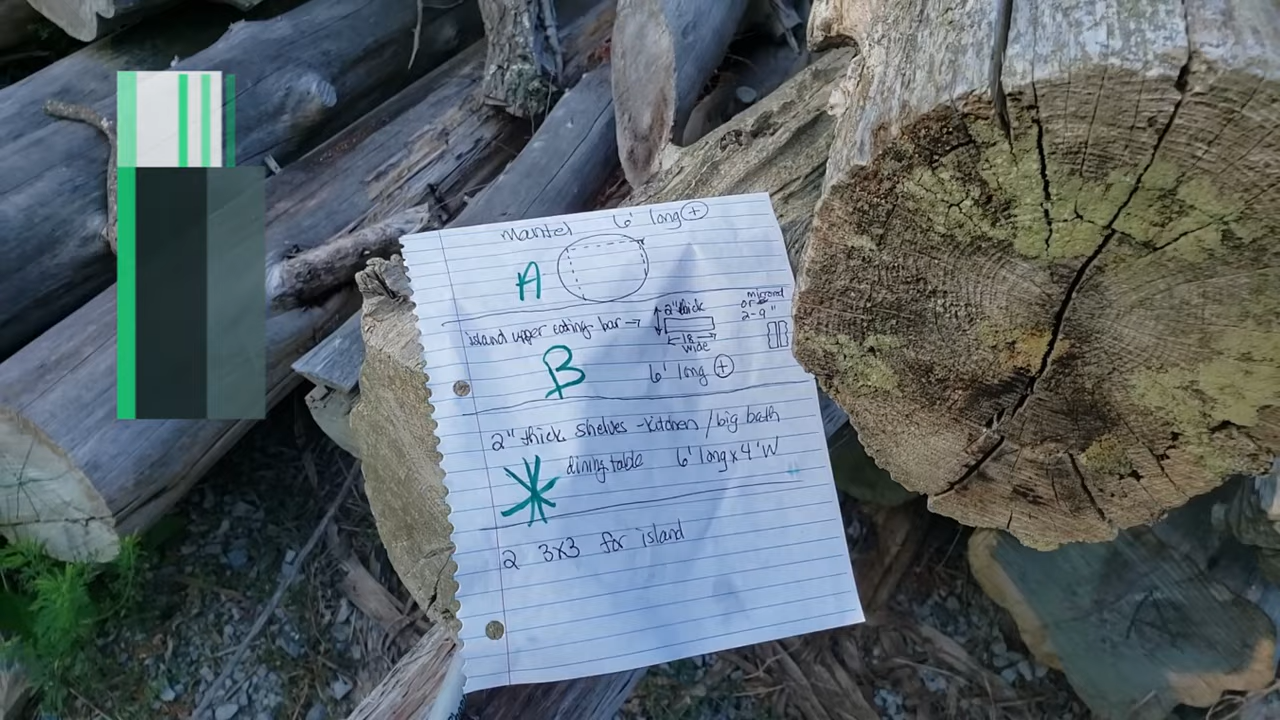 mantel 6' long +
A
island upper eating bar → 2" thick
18 wide
or
2-9"
B
6' long +
2" thick shelves - kitchen / big bath
dining table 6' long x 4' W
2 3x3 for island